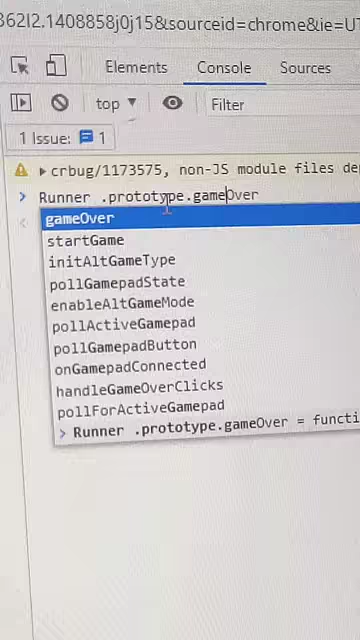 362l2.1408858j0j15&sourceid=chrome&ie=UT
Elements Console Sources
top ▼ Filter
1 Issue: 1
crbug/1173575, non-JS module files de
> Runner .prototype.gameOver
gameOver
startGame
initAltGameType
pollGamepadState
enableAltGameMode
pollActiveGamepad
pollGamepadButton
onGamepadConnected
handleGameOverClicks
pollForActiveGamepad
> Runner .prototype.gameOver = functi